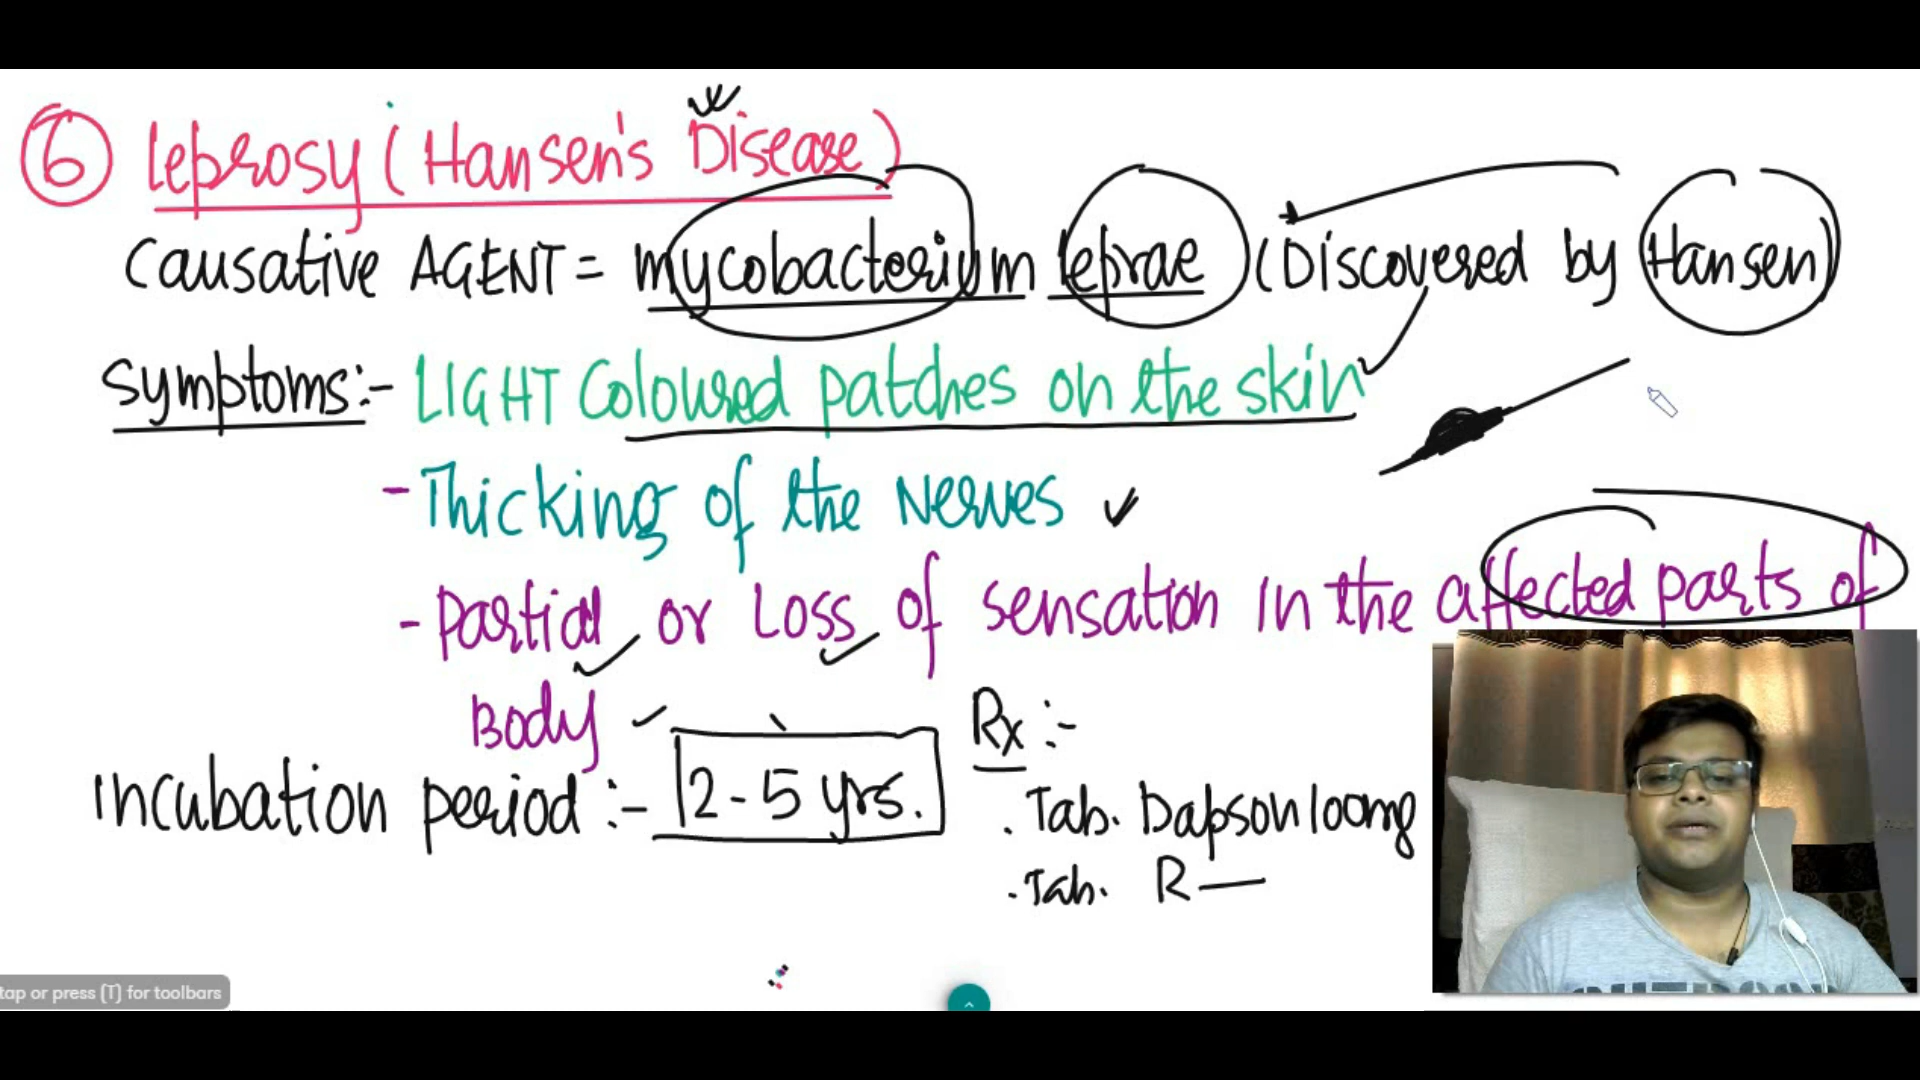 6 Leprosy (Hansen's Disease)
Causative AGENT = mycobacterium leprae (Discovered by Hansen)
Symptoms:- LIGHT Coloured patches on the skin
- Thicking of the Nerves
- Partial or Loss of sensation in the affected parts of
Body
Incubation period :- 2-5 yrs.
Rx :-
. Tab. Dapson 100mg
. Tab. R—
tap or press (T) for toolbars